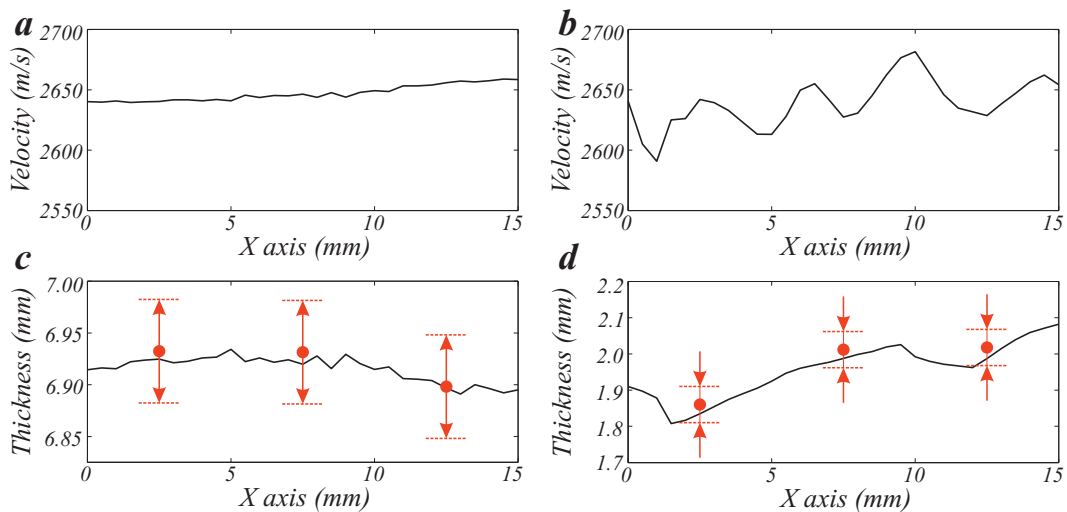 a
2700
2650
2600
2550
Velocity (m/s)
0 5 10 15
X axis (mm)
b
2700
2650
2600
2550
Velocity (m/s)
0 5 10 15
X axis (mm)
c
7.00
6.95
6.90
6.85
Thickness (mm)
0 5 10 15
X axis (mm)
d
2.2
2.1
2.0
1.9
1.8
1.7
Thickness (mm)
0 5 10 15
X axis (mm)